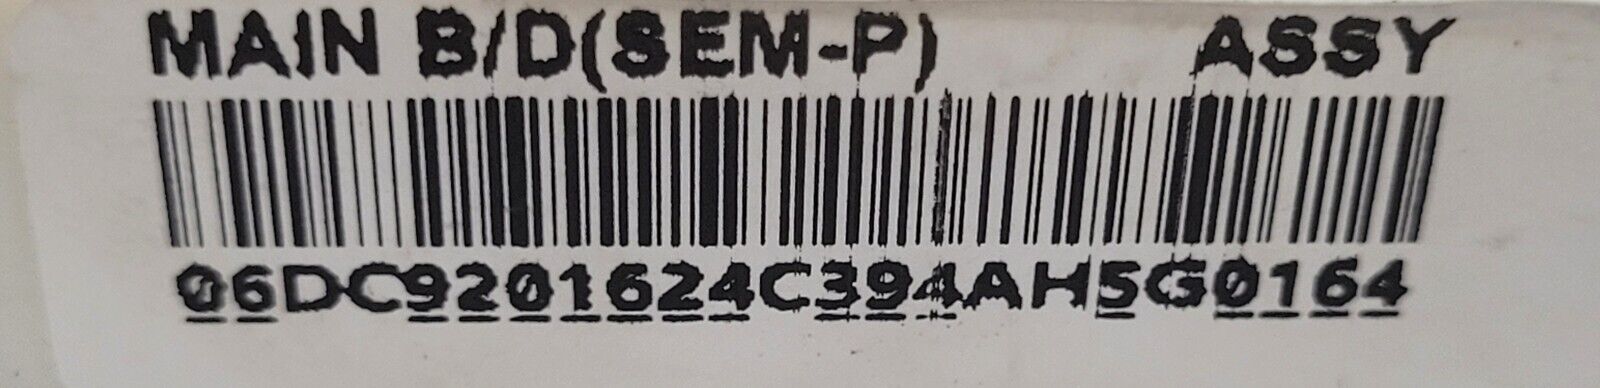 MAIN B/D(SEM-P) ASSY
06DC9201624C394AH5G0164